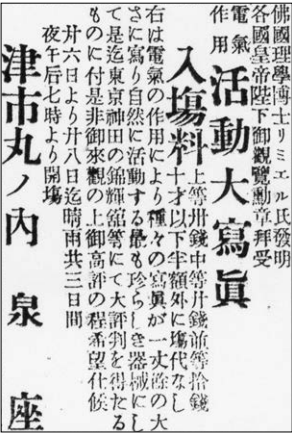 佛國理學博士リミエル氏發明
各國皇帝陛下御觀覽勳章拜受
電氣
作用
活動大寫眞
入塲料
上等卅錢中等廿錢前等拾錢
十才以下半額外に塲代なし
右は電氣の作用により種々の寫眞が一丈餘の大
さに寫り自然に活動する最も珍らしき器械にし
て是迄東京神田の錦輝舘等にて大評判を得たる
ものに付是非御來觀の上御高評の程希望仕候
廿六日より廿八日迄晴雨共三日間
夜午后七時より開塲
津市丸ノ内 泉座